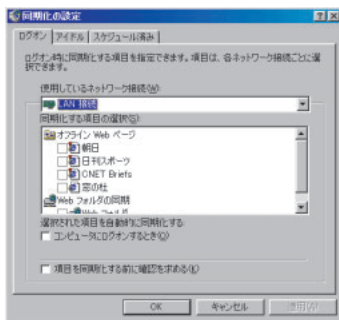 同期化の設定
ログオン アイドル スケジュール済み
ログオン時に同期化する項目を指定できます。項目は、各ネットワーク接続ごとに選
択できます。
使用しているネットワーク接続(W):
LAN 接続
同期化する項目の選択(S):
オフライン Web ページ
朝日
日刊スポーツ
CNET Briefs
窓の杜
Web フォルダの同期
選択された項目を自動的に同期化する:
コンピュータにログオンするとき(O)
項目を同期化する前に確認を求める(K)
OK キャンセル 適用(A)